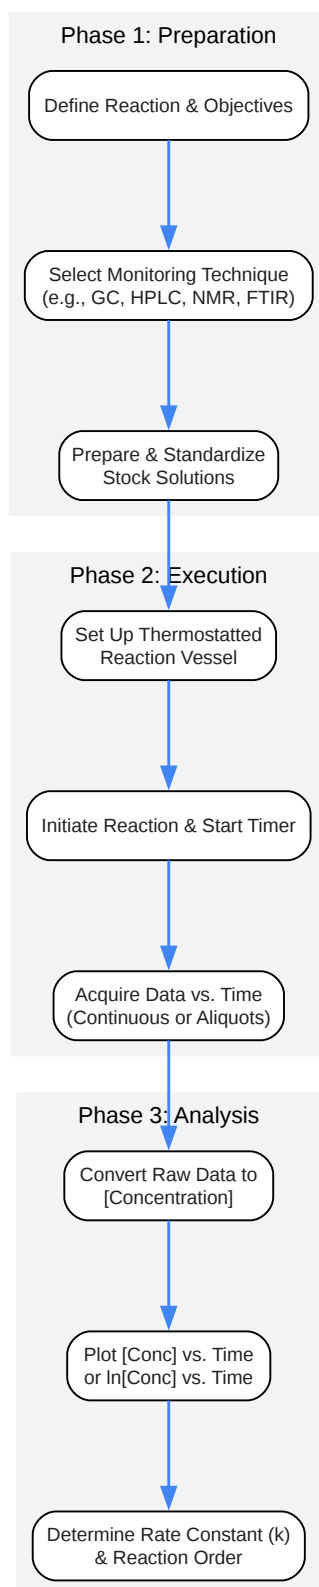 Phase 1: Preparation
Define Reaction & Objectives
Select Monitoring Technique
(e.g., GC, HPLC, NMR, FTIR)
Prepare & Standardize
Stock Solutions
Phase 2: Execution
Set Up Thermostatted
Reaction Vessel
Initiate Reaction & Start Timer
Acquire Data vs. Time
(Continuous or Aliquots)
Phase 3: Analysis
Convert Raw Data to
[Concentration]
Plot [Conc] vs. Time
or ln[Conc] vs. Time
Determine Rate Constant (k)
& Reaction Order